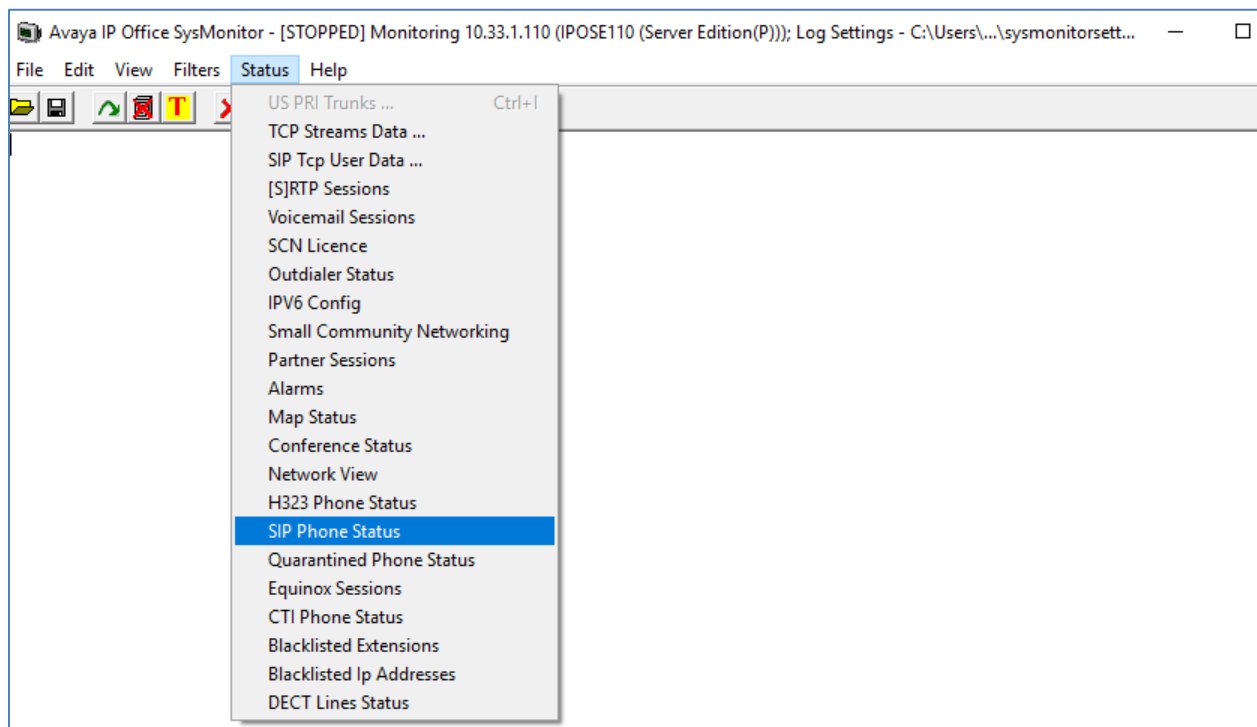 Avaya IP Office SysMonitor - [STOPPED] Monitoring 10.33.1.110 (IPOSE110 (Server Edition(P))); Log Settings - C:\Users\...\sysmonitorsett...
File Edit View Filters Status Help
T
US PRI Trunks ... Ctrl+I
TCP Streams Data ...
SIP Tcp User Data ...
[S]RTP Sessions
Voicemail Sessions
SCN Licence
Outdialer Status
IPV6 Config
Small Community Networking
Partner Sessions
Alarms
Map Status
Conference Status
Network View
H323 Phone Status
SIP Phone Status
Quarantined Phone Status
Equinox Sessions
CTI Phone Status
Blacklisted Extensions
Blacklisted Ip Addresses
DECT Lines Status